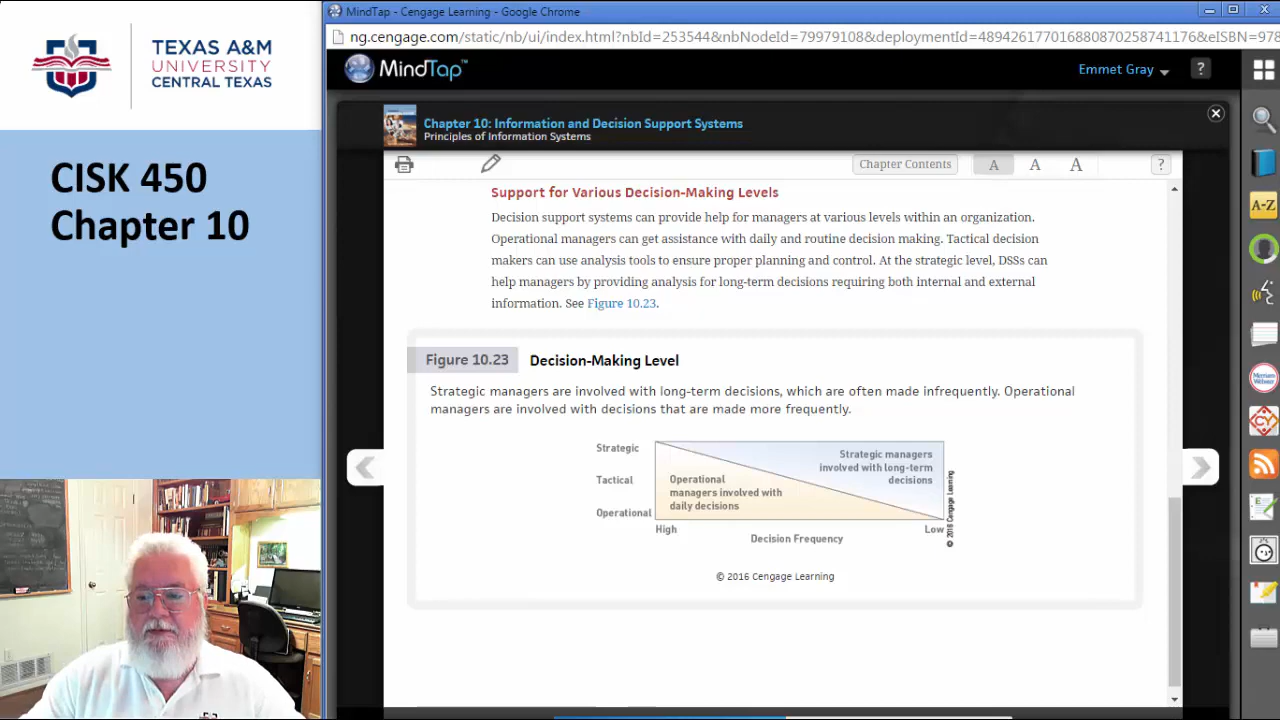 TEXAS A&M
UNIVERSITY
CENTRAL TEXAS
CISK 450
Chapter 10
MindTap - Cengage Learning - Google Chrome
ng.cengage.com/static/nb/ui/index.html?nbId=253544&nbNodeId=79979108&deploymentId=4894261770168808870258741176&eISBN=978
MindTap™
Emmet Gray
?
Chapter 10: Information and Decision Support Systems
Principles of Information Systems
Chapter Contents
A A A
?
Support for Various Decision-Making Levels
Decision support systems can provide help for managers at various levels within an organization.
Operational managers can get assistance with daily and routine decision making. Tactical decision
makers can use analysis tools to ensure proper planning and control. At the strategic level, DSSs can
help managers by providing analysis for long-term decisions requiring both internal and external
information. See Figure 10.23.
Figure 10.23 Decision-Making Level
Strategic managers are involved with long-term decisions, which are often made infrequently. Operational
managers are involved with decisions that are made more frequently.
Strategic
Tactical
Operational
Operational
managers involved with
daily decisions
Strategic managers
involved with long-term
decisions
High
Low
Decision Frequency
© 2016 Cengage Learning
© 2016 Cengage Learning
A-Z
Merriam
Webster
CY